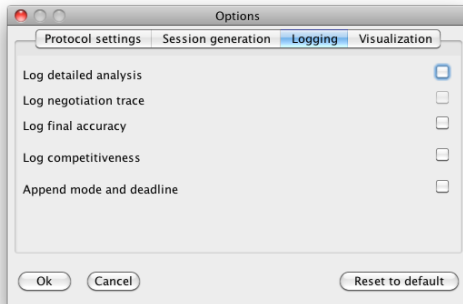 Options
Protocol settings Session generation Logging Visualization
Log detailed analysis
Log negotiation trace
Log final accuracy
Log competitiveness
Append mode and deadline
Ok Cancel Reset to default